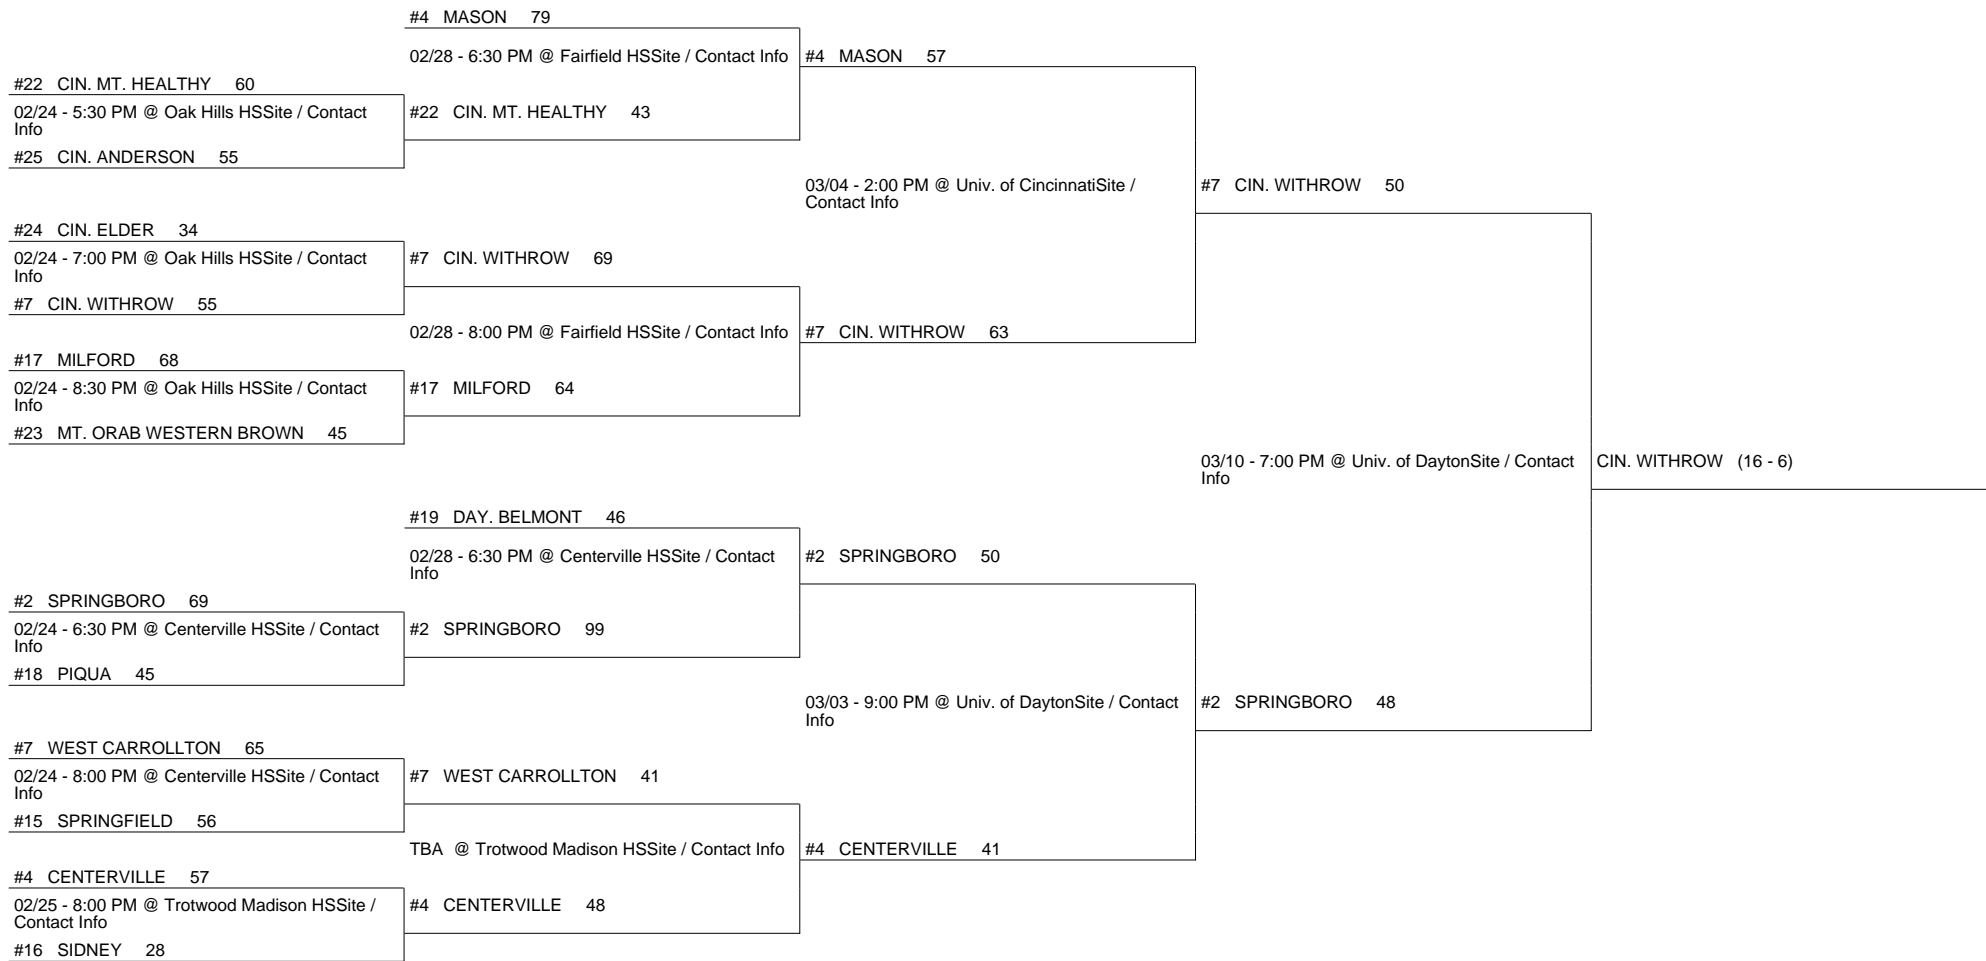 #4 MASON 79
02/28 - 6:30 PM @ Fairfield HSSite / Contact Info
#4 MASON 57
#22 CIN. MT. HEALTHY 60
02/24 - 5:30 PM @ Oak Hills HSSite / Contact
Info
#22 CIN. MT. HEALTHY 43
#25 CIN. ANDERSON 55
03/04 - 2:00 PM @ Univ. of CincinnatiSite /
Contact Info
#7 CIN. WITHROW 50
#24 CIN. ELDER 34
02/24 - 7:00 PM @ Oak Hills HSSite / Contact
Info
#7 CIN. WITHROW 69
#7 CIN. WITHROW 55
02/28 - 8:00 PM @ Fairfield HSSite / Contact Info
#7 CIN. WITHROW 63
#17 MILFORD 68
02/24 - 8:30 PM @ Oak Hills HSSite / Contact
Info
#17 MILFORD 64
#23 MT. ORAB WESTERN BROWN 45
03/10 - 7:00 PM @ Univ. of DaytonSite / Contact
Info
CIN. WITHROW (16 - 6)
#19 DAY. BELMONT 46
02/28 - 6:30 PM @ Centerville HSSite / Contact
Info
#2 SPRINGBORO 50
#2 SPRINGBORO 69
02/24 - 6:30 PM @ Centerville HSSite / Contact
Info
#2 SPRINGBORO 99
#18 PIQUA 45
03/03 - 9:00 PM @ Univ. of DaytonSite / Contact
Info
#2 SPRINGBORO 48
#7 WEST CARROLLTON 65
02/24 - 8:00 PM @ Centerville HSSite / Contact
Info
#7 WEST CARROLLTON 41
#15 SPRINGFIELD 56
TBA @ Trotwood Madison HSSite / Contact Info
#4 CENTERVILLE 41
#4 CENTERVILLE 57
02/25 - 8:00 PM @ Trotwood Madison HSSite /
Contact Info
#4 CENTERVILLE 48
#16 SIDNEY 28